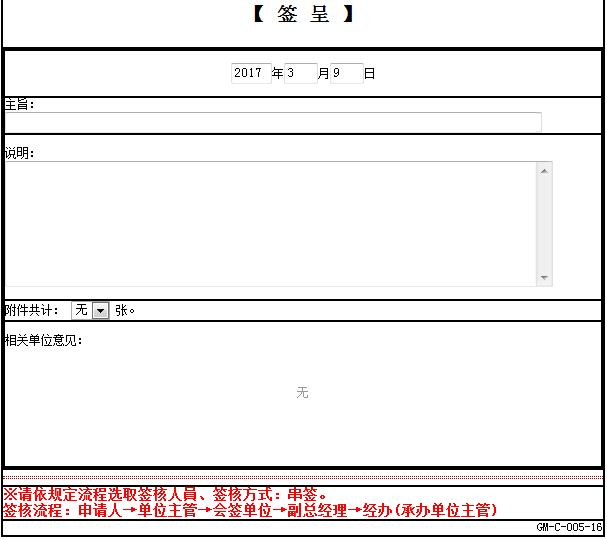 【 签 呈 】
2017 年 3 月 9 日
主旨：
说明：
附件共计： 无 张。
相关单位意见：
无
※请依规定流程选取签核人員、签核方式：串签。
签核流程：申请人→单位主管→会签单位→副总经理→经办(承办单位主管)
GM-C-005-16